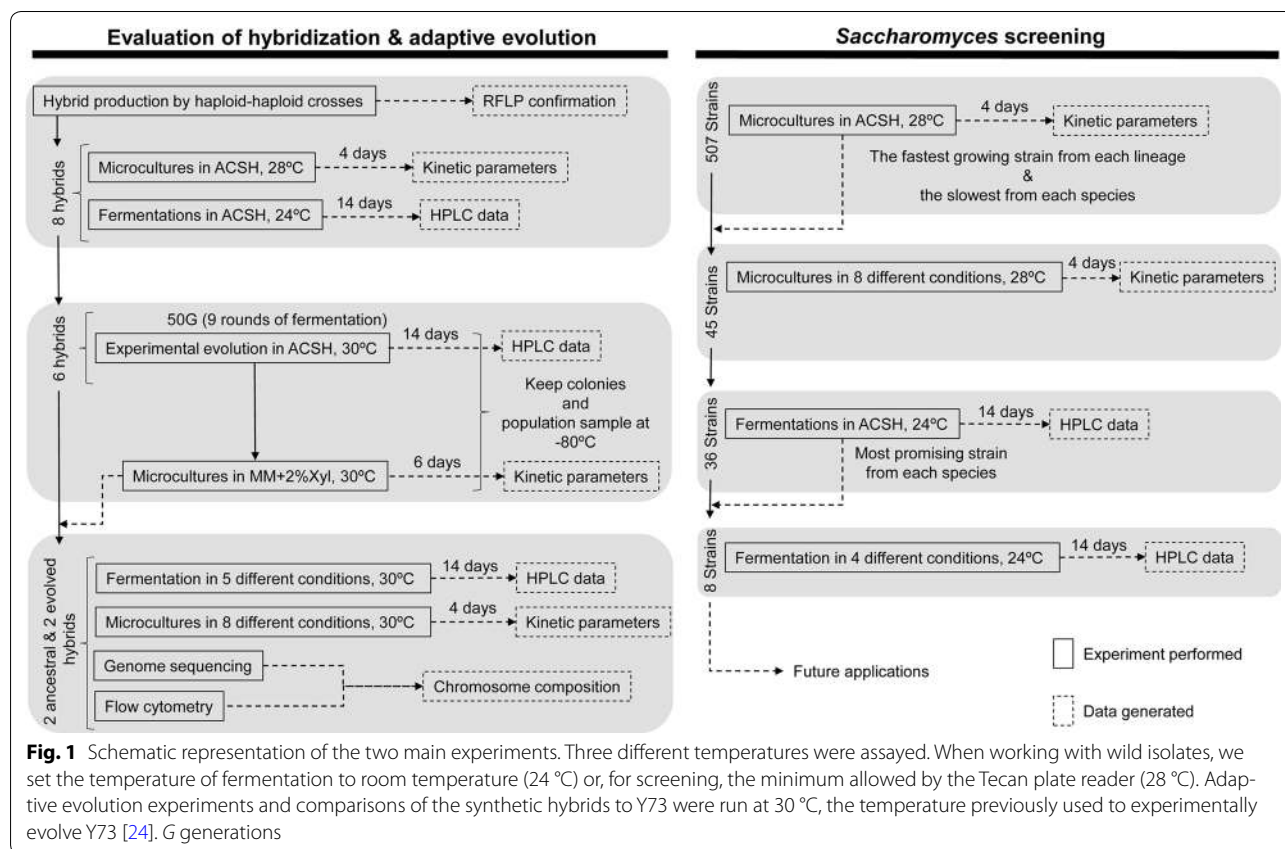 Evaluation of hybridization & adaptive evolution
Hybrid production by haploid-haploid crosses
RFLP confirmation
8 hybrids
Microcultures in ACSH, 28ºC
4 days
Kinetic parameters
Fermentations in ACSH, 24ºC
14 days
HPLC data
6 hybrids
50G (9 rounds of fermentation)
Experimental evolution in ACSH, 30ºC
14 days
HPLC data
Keep colonies
and
population sample at
-80ºC
Microcultures in MM+2%Xyl, 30ºC
6 days
Kinetic parameters
2 ancestral & 2 evolved
hybrids
Fermentation in 5 different conditions, 30ºC
14 days
HPLC data
Microcultures in 8 different conditions, 30ºC
4 days
Kinetic parameters
Genome sequencing
Flow cytometry
Chromosome composition
Saccharomyces screening
507 Strains
Microcultures in ACSH, 28ºC
4 days
Kinetic parameters
The fastest growing strain from each lineage
&
the slowest from each species
45 Strains
Microcultures in 8 different conditions, 28ºC
4 days
Kinetic parameters
36 Strains
Fermentations in ACSH, 24ºC
14 days
HPLC data
Most promising strain
from each species
8 Strains
Fermentation in 4 different conditions, 24ºC
14 days
HPLC data
Future applications
Experiment performed
Data generated
Fig. 1 Schematic representation of the two main experiments. Three different temperatures were assayed. When working with wild isolates, we
set the temperature of fermentation to room temperature (24 °C) or, for screening, the minimum allowed by the Tecan plate reader (28 °C). Adap-
tive evolution experiments and comparisons of the synthetic hybrids to Y73 were run at 30 °C, the temperature previously used to experimentally
evolve Y73 [24]. G generations